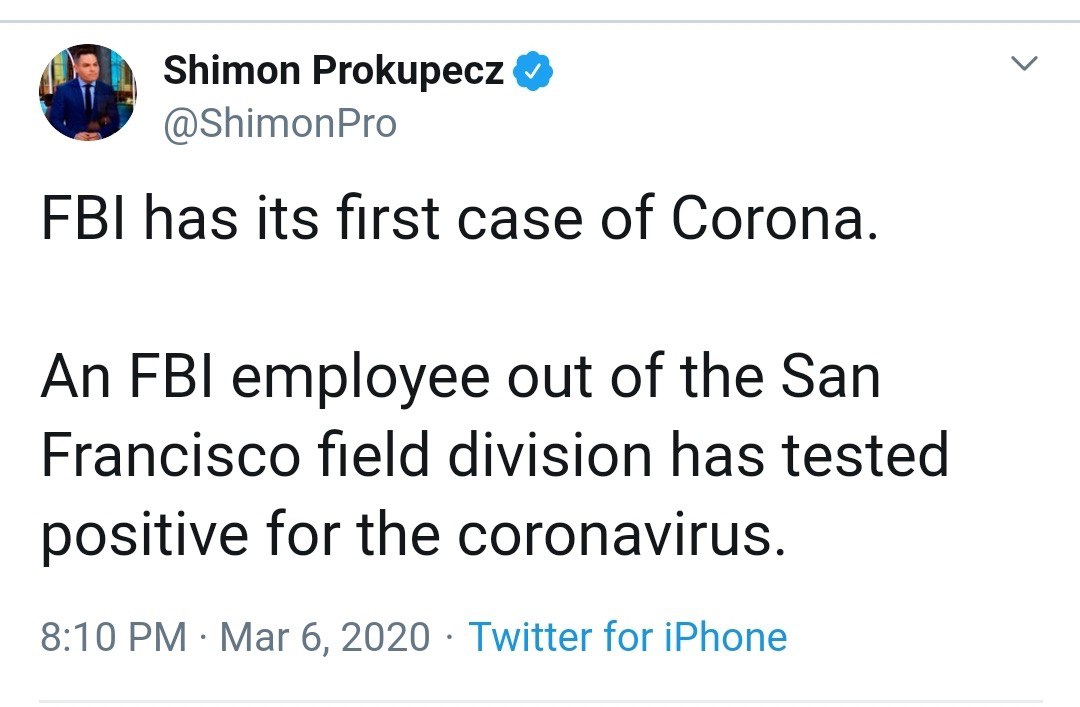 Shimon Prokupecz
@ShimonPro
FBI has its first case of Corona.
An FBI employee out of the San
Francisco field division has tested
positive for the coronavirus.
8:10 PM · Mar 6, 2020 · Twitter for iPhone